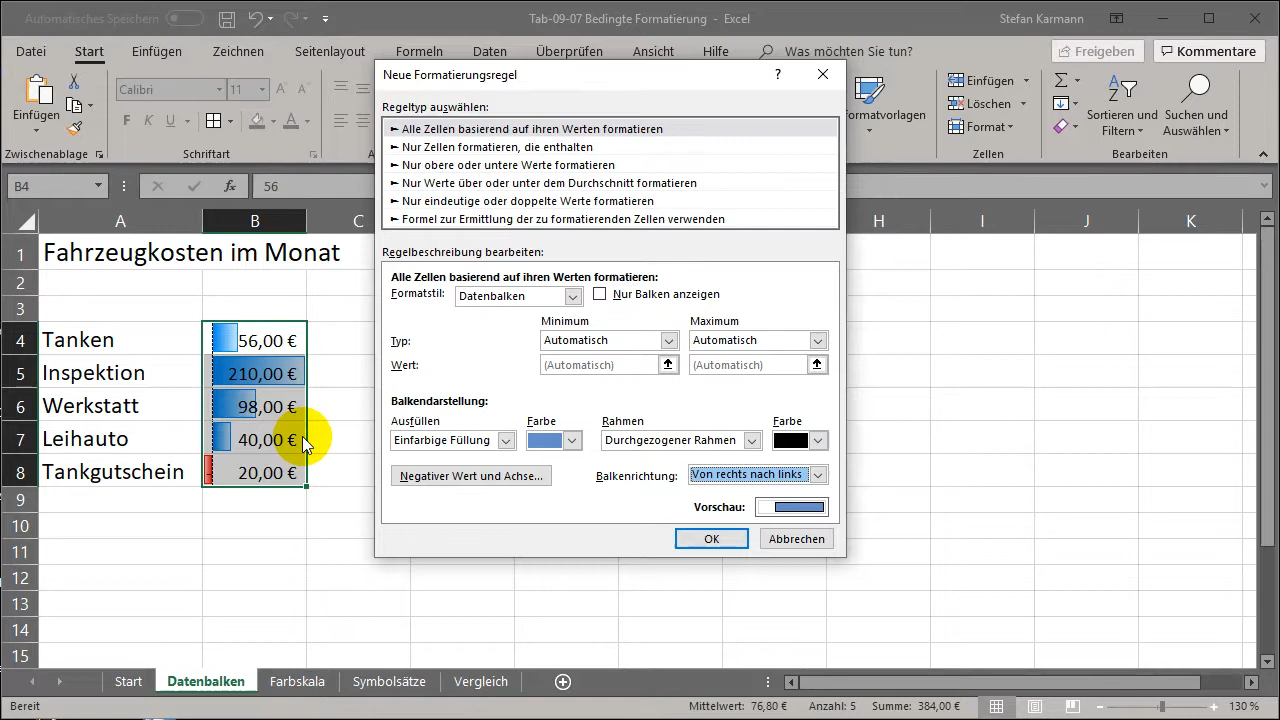 Automatisches Speichern
Tab-09-07 Bedingte Formatierung - Excel
Stefan Karmann
Datei Start Einfügen Zeichnen Seitenlayout Formeln Daten Überprüfen Ansicht Hilfe Was möchten Sie tun? Freigeben Kommentare
Einfügen
Zwischenablage
Calibri 11
F K U
Schriftart
Formatvorlagen
Einfügen
Löschen
Format
Zellen
Sortieren und Filtern
Suchen und Auswählen
Bearbeiten
B4 fx 56
A B C H I J K
1 Fahrzeugkosten im Monat
2
3
4 Tanken 56,00 €
5 Inspektion 210,00 €
6 Werkstatt 98,00 €
7 Leihauto 40,00 €
8 Tankgutschein - 20,00 €
9
10
11
12
13
14
15
Neue Formatierungsregel ?
Regeltyp auswählen:
► Alle Zellen basierend auf ihren Werten formatieren
► Nur Zellen formatieren, die enthalten
► Nur obere oder untere Werte formatieren
► Nur Werte über oder unter dem Durchschnitt formatieren
► Nur eindeutige oder doppelte Werte formatieren
► Formel zur Ermittlung der zu formatierenden Zellen verwenden
Regelbeschreibung bearbeiten:
Alle Zellen basierend auf ihren Werten formatieren:
Formatstil: Datenbalken Nur Balken anzeigen
Minimum Maximum
Typ: Automatisch Automatisch
Wert: (Automatisch) (Automatisch)
Balkendarstellung:
Ausfüllen Farbe Rahmen Farbe
Einfarbige Füllung Durchgezogener Rahmen
Negativer Wert und Achse... Balkenrichtung: Von rechts nach links
Vorschau:
OK Abbrechen
Start Datenbalken Farbskala Symbolsätze Vergleich
Bereit Mittelwert: 76,80 € Anzahl: 5 Summe: 384,00 € 130 %